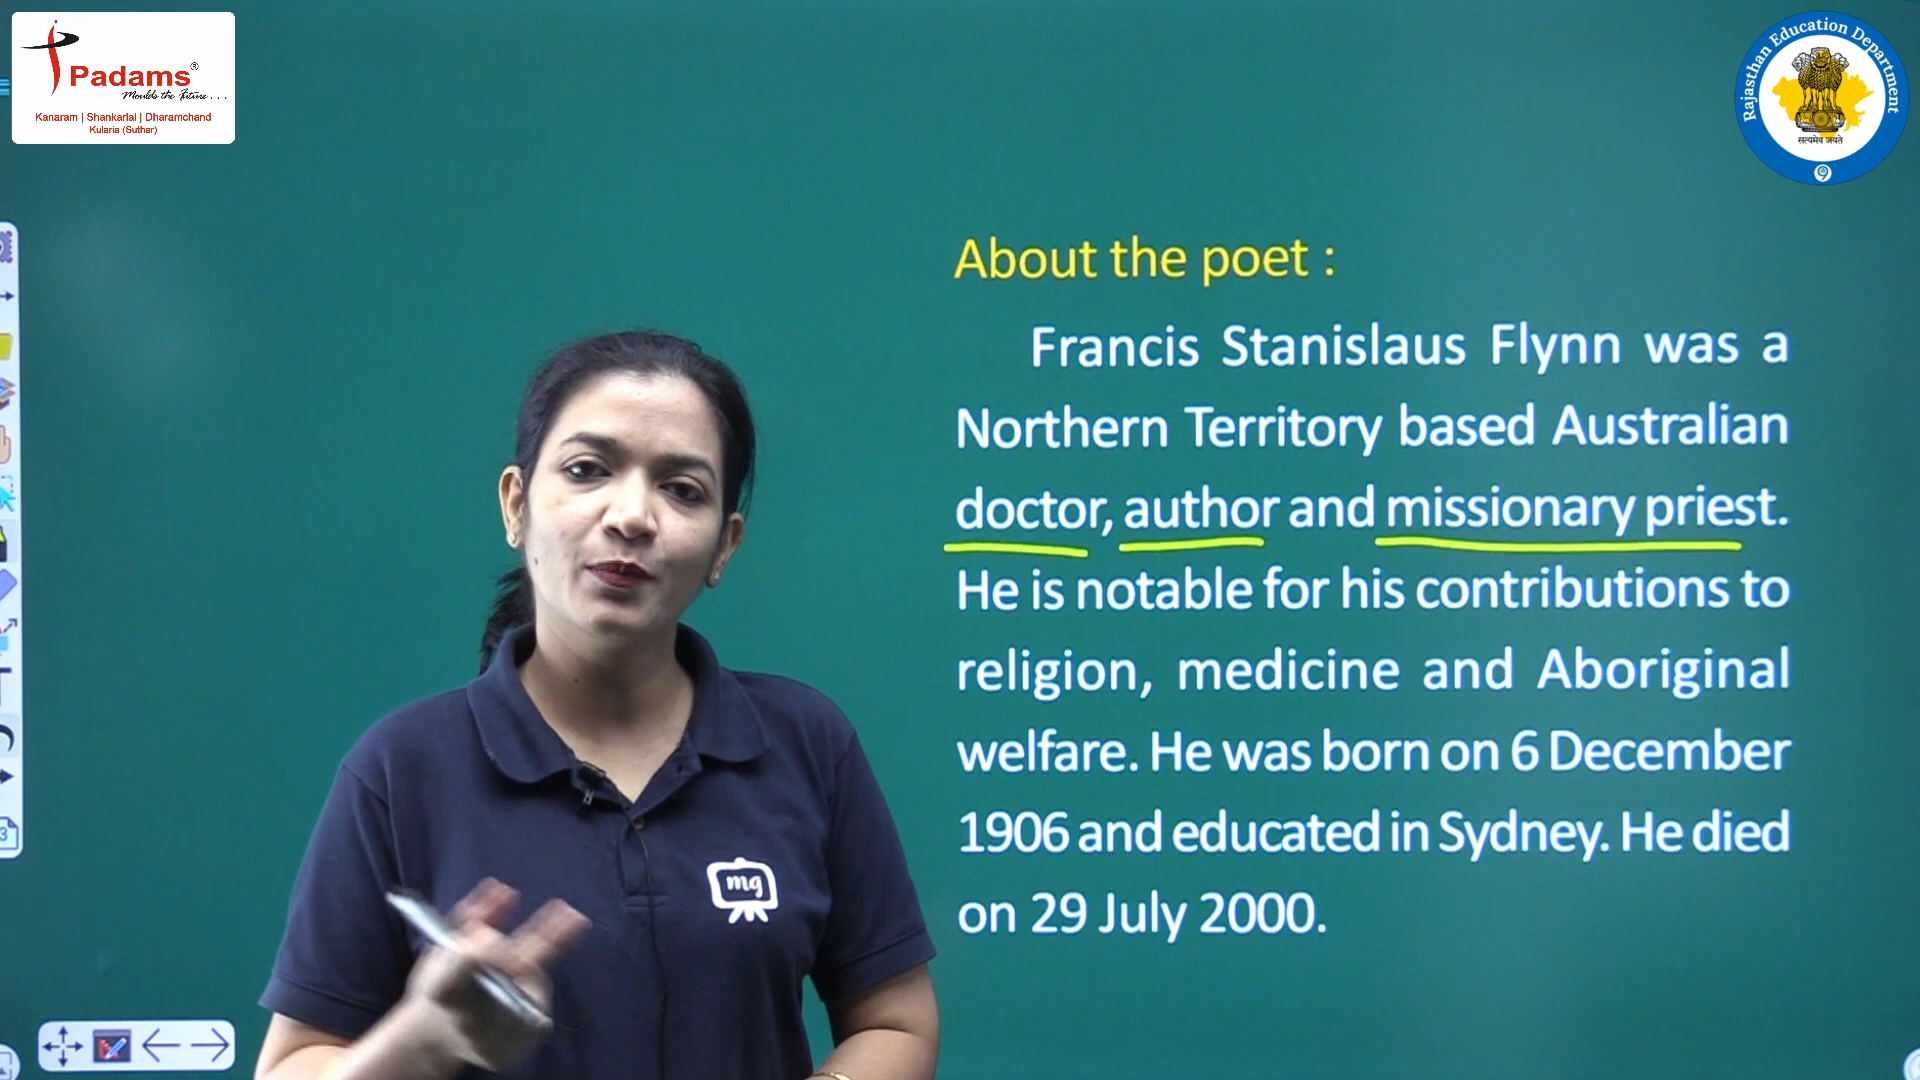 Padams®
Moulds the Future...
Kanaram | Shankarlal | Dharamchand
Kularia (Suthar)
Rajasthan Education Department
सत्यमेव जयते
About the poet :
Francis Stanislaus Flynn was a
Northern Territory based Australian
doctor, author and missionary priest.
He is notable for his contributions to
religion, medicine and Aboriginal
welfare. He was born on 6 December
1906 and educated in Sydney. He died
on 29 July 2000.
mg
3